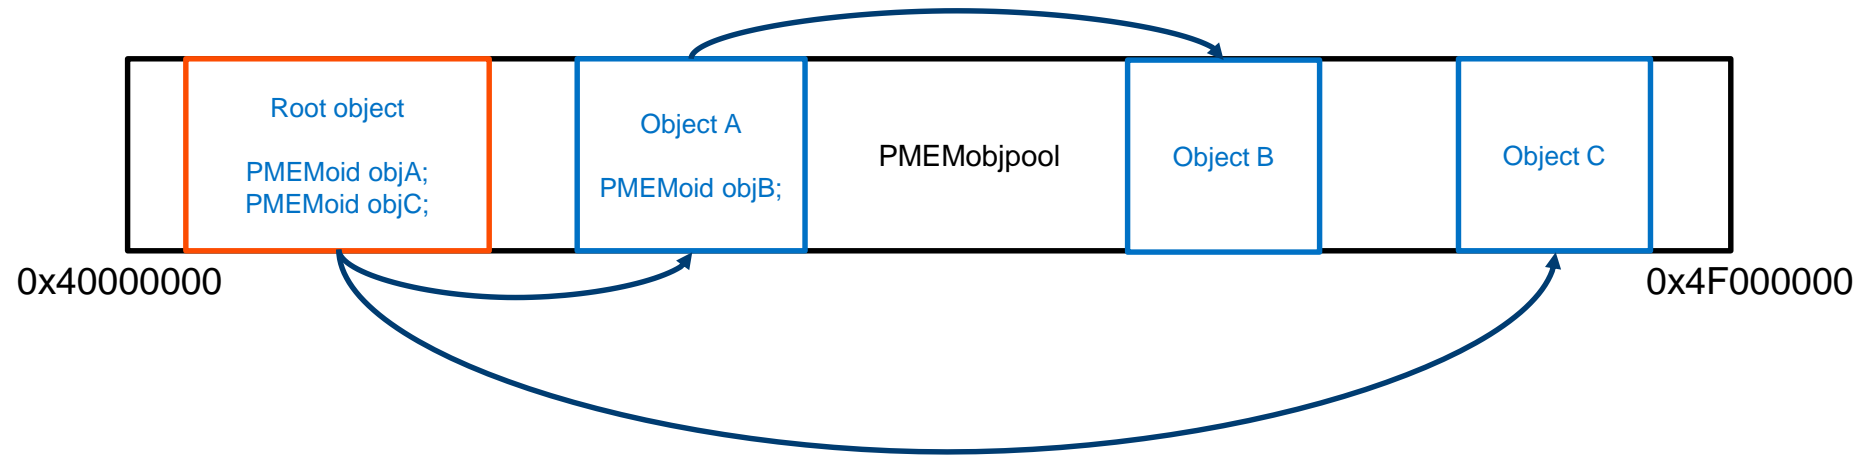 Root object
PMEMoid objA;
PMEMoid objC;
Object A
PMEMoid objB;
PMEMobjpool
Object B
Object C
0x40000000
0x4F000000